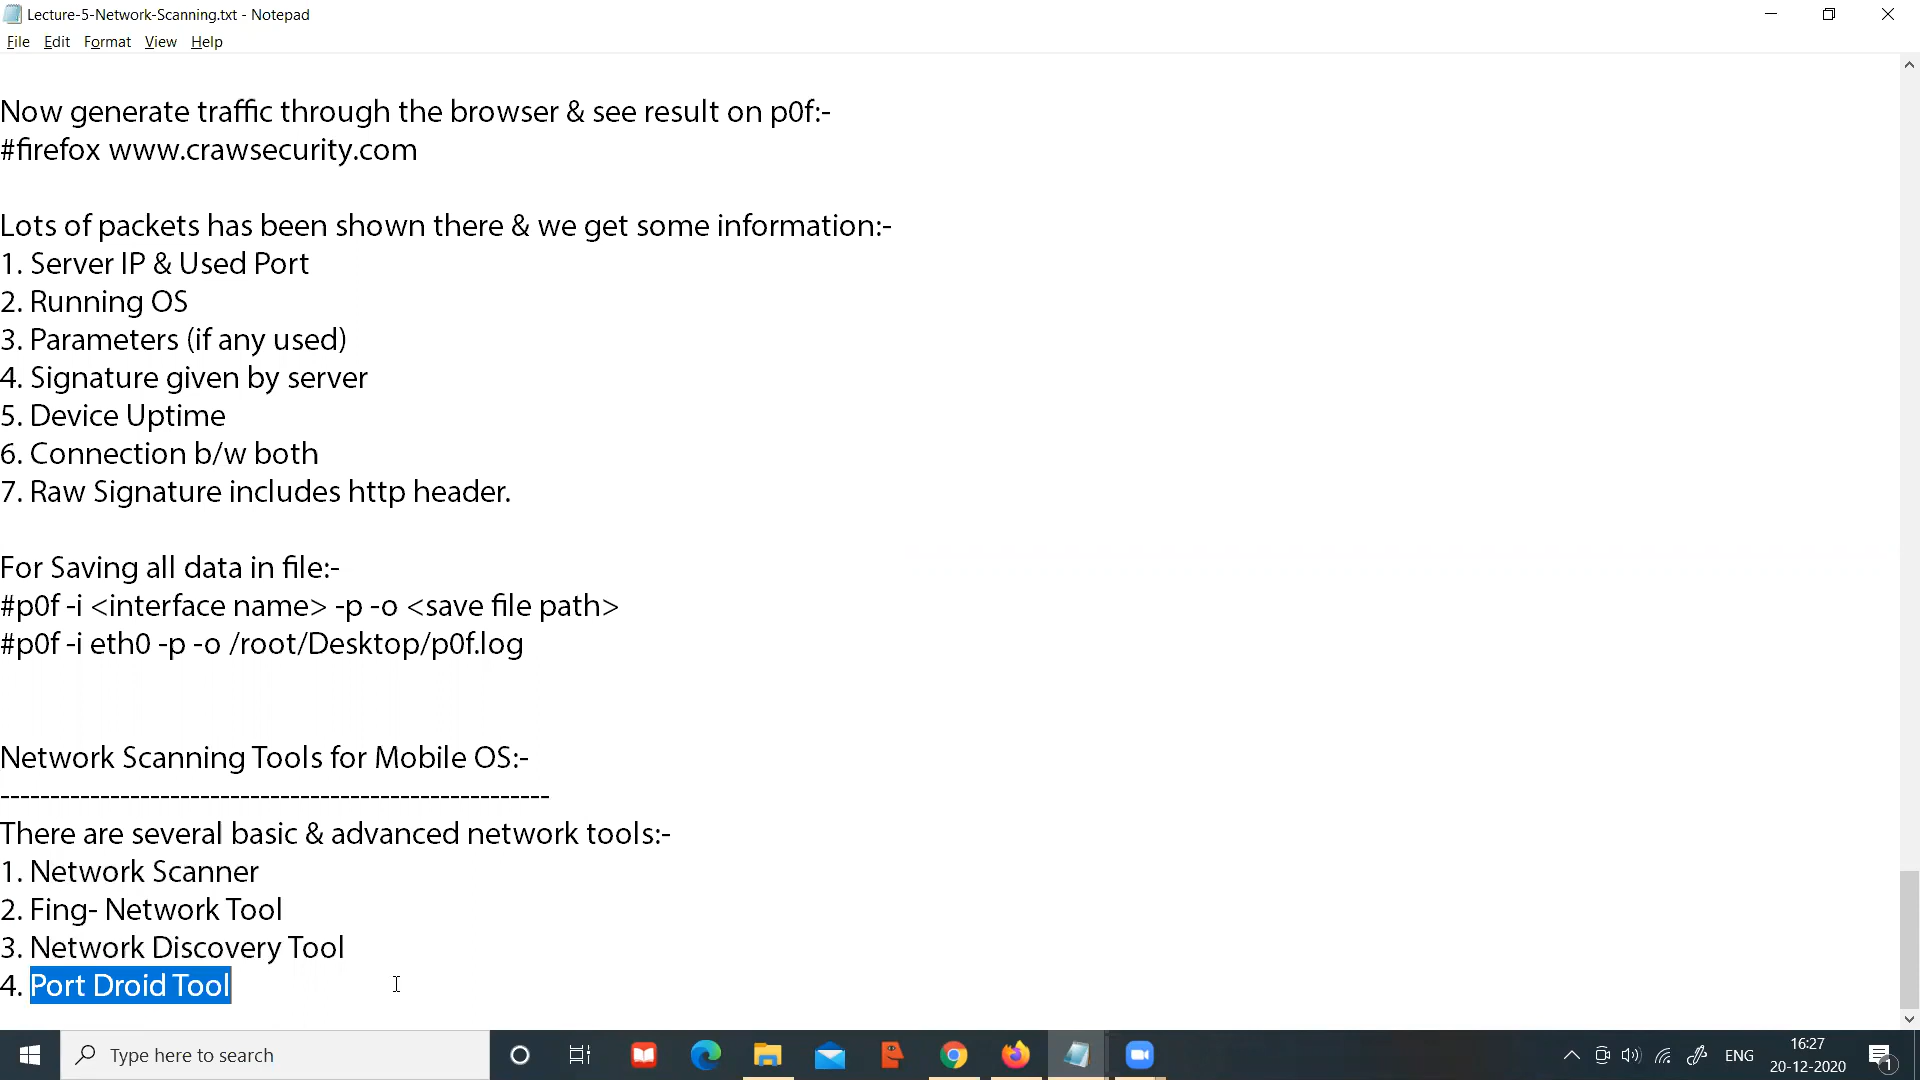 Lecture-5-Network-Scanning.txt - Notepad
File Edit Format View Help
Now generate traffic through the browser & see result on p0f:-
#firefox www.crawsecurity.com
Lots of packets has been shown there & we get some information:-
1. Server IP & Used Port
2. Running OS
3. Parameters (if any used)
4. Signature given by server
5. Device Uptime
6. Connection b/w both
7. Raw Signature includes http header.
For Saving all data in file:-
#p0f -i <interface name> -p -o <save file path>
#p0f -i eth0 -p -o /root/Desktop/p0f.log
Network Scanning Tools for Mobile OS:-
-------------------------------------------------------
There are several basic & advanced network tools:-
1. Network Scanner
2. Fing- Network Tool
3. Network Discovery Tool
4. Port Droid Tool
Type here to search
ENG
16:27
20-12-2020
1